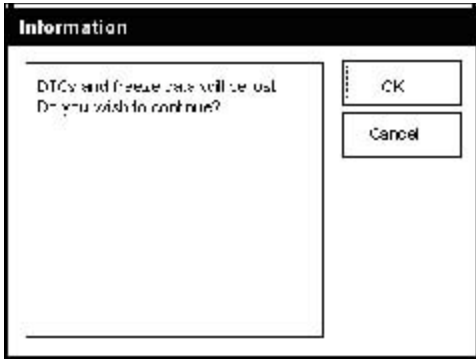 Information
DTCs and freeze data will be lost.
Do you wish to continue?
OK
Cancel